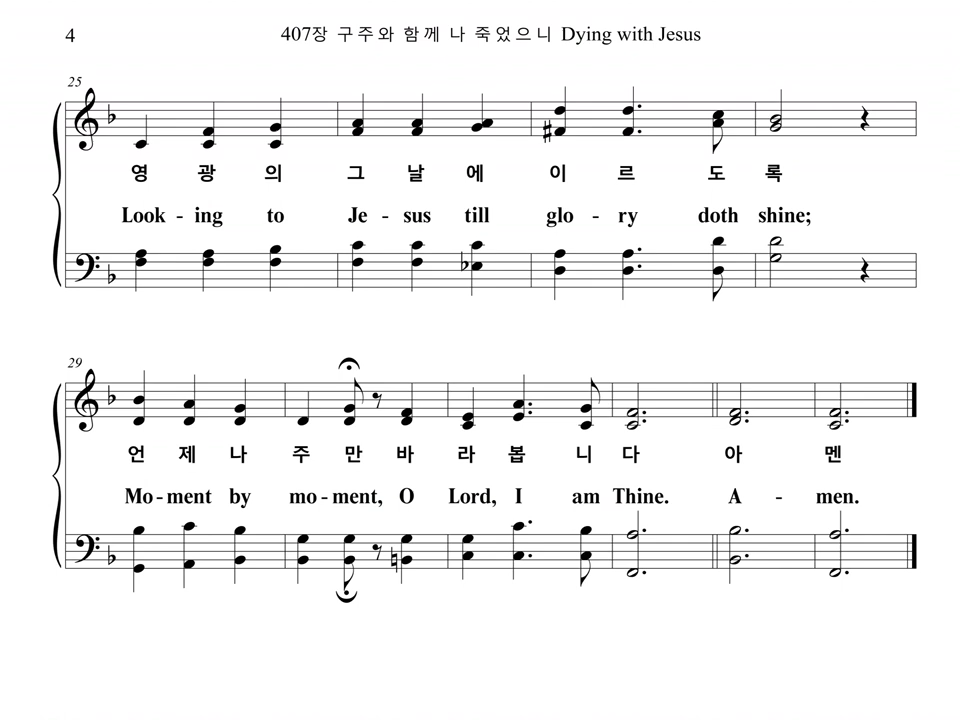 4 407장 구주와 함께 나 죽었으니 Dying with Jesus
25
영 광 의 그 날 에 이 르 도 록
Look - ing to Je - sus till glo - ry doth shine;
29
언 제 나 주 만 바 라 봅 니 다 아 멘
Mo - ment by mo - ment, O Lord, I am Thine. A - men.